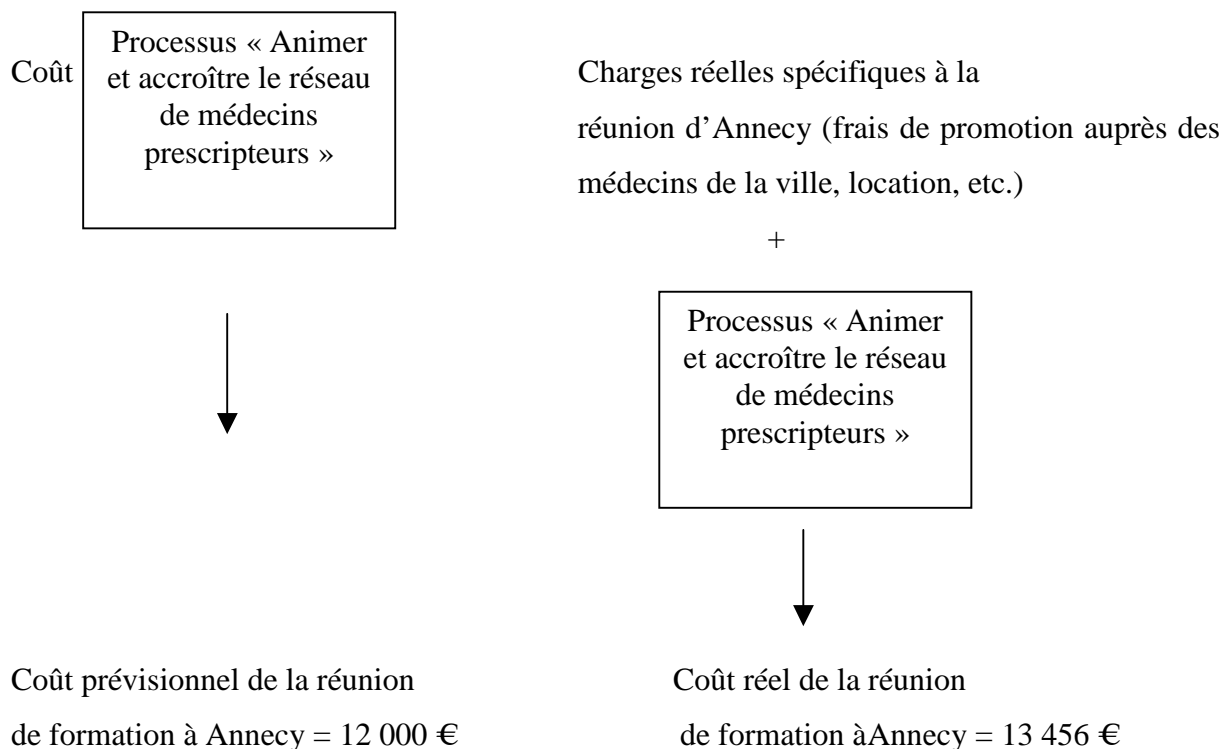 Coût
Processus « Animer
et accroître le réseau
de médecins
prescripteurs »
Charges réelles spécifiques à la
réunion d’Annecy (frais de promotion auprès des
médecins de la ville, location, etc.)
+
Processus « Animer
et accroître le réseau
de médecins
prescripteurs »
Coût prévisionnel de la réunion
de formation à Annecy = 12 000 €
Coût réel de la réunion
de formation àAnnecy = 13 456 €